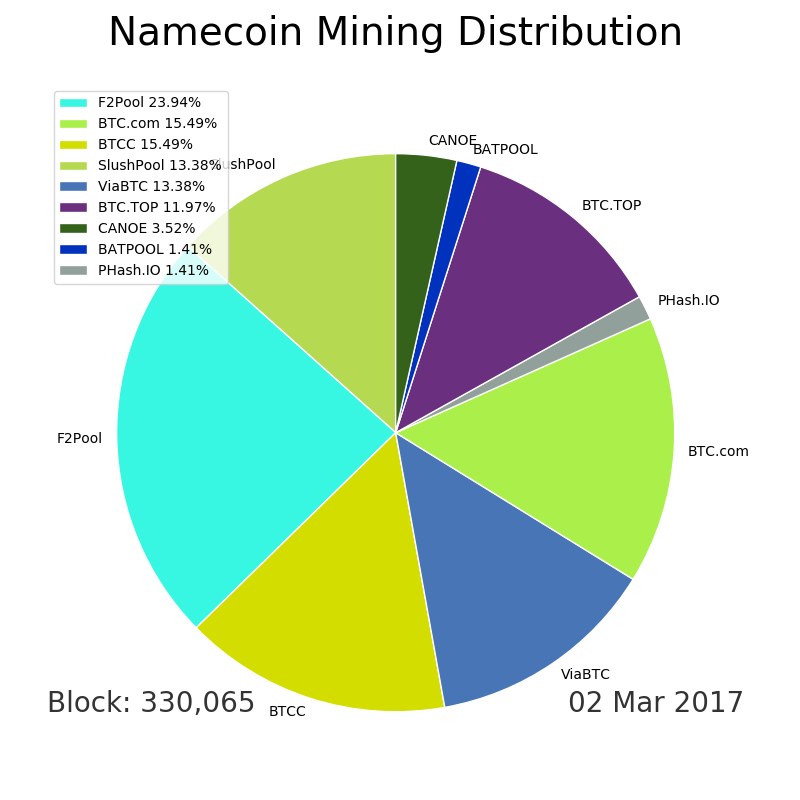 Namecoin Mining Distribution
F2Pool 23.94%
BTC.com 15.49%
BTCC 15.49%
SlushPool 13.38%
ViaBTC 13.38%
BTC.TOP 11.97%
CANOE 3.52%
BATPOOL 1.41%
PHash.IO 1.41%
SlushPool
CANOE
BATPOOL
BTC.TOP
PHash.IO
F2Pool
BTC.com
ViaBTC
BTCC
Block: 330,065
02 Mar 2017